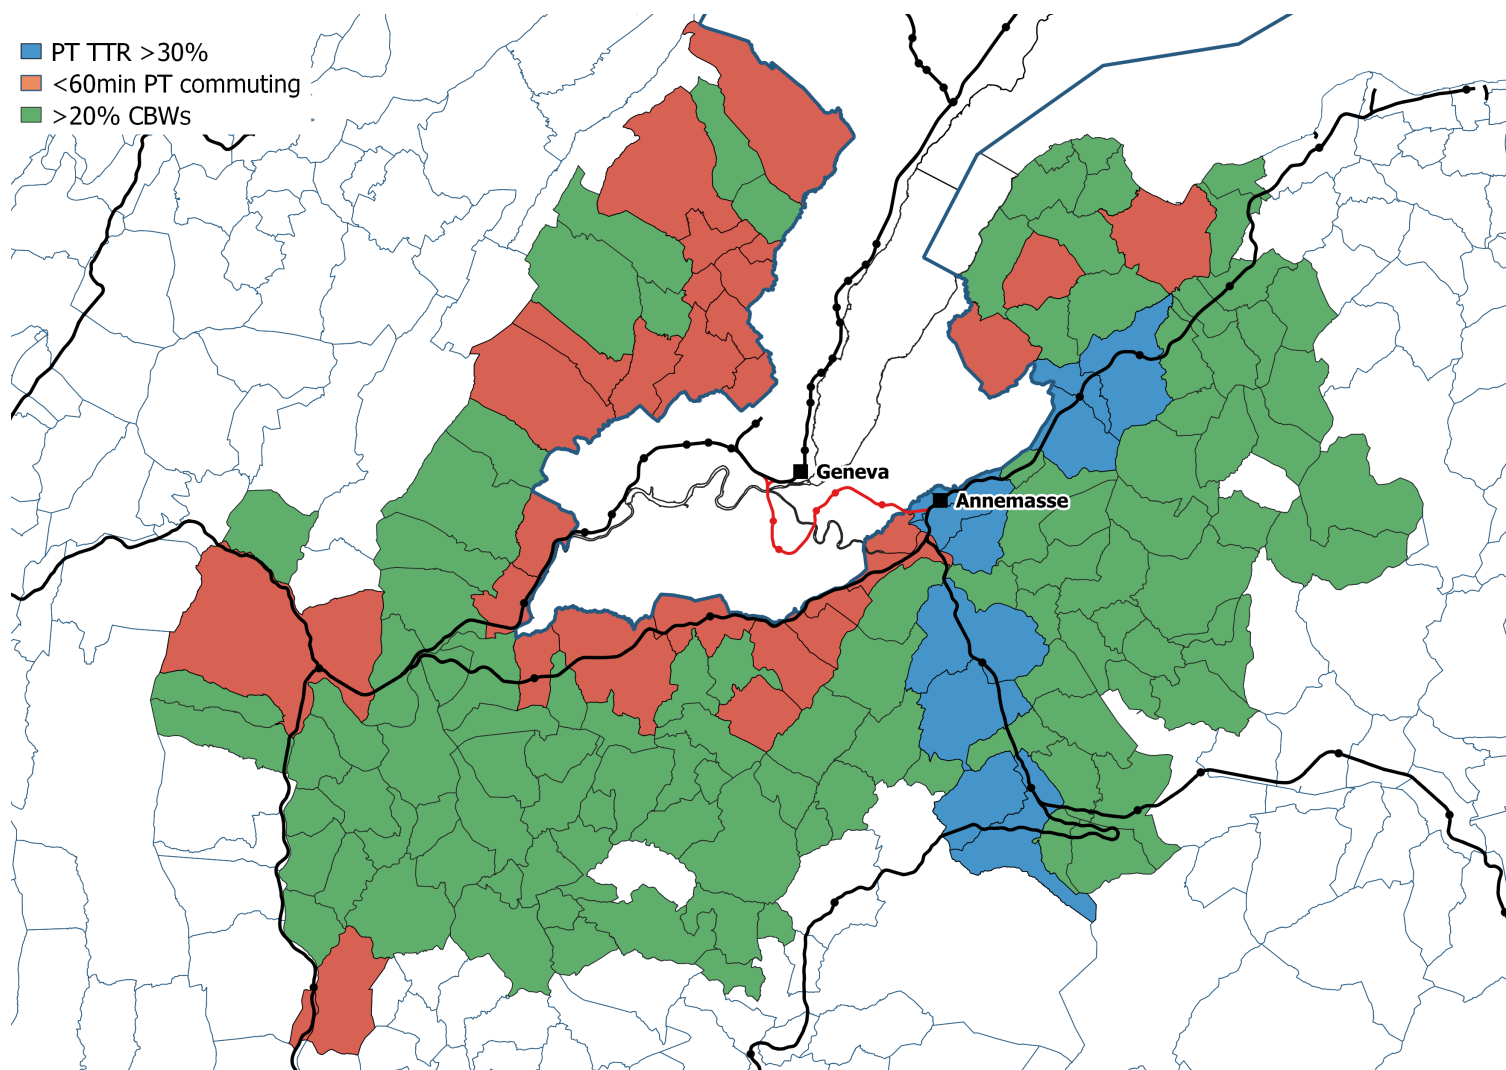 PT TTR >30%
<60min PT commuting
>20% CBWs
Geneva
Annemasse